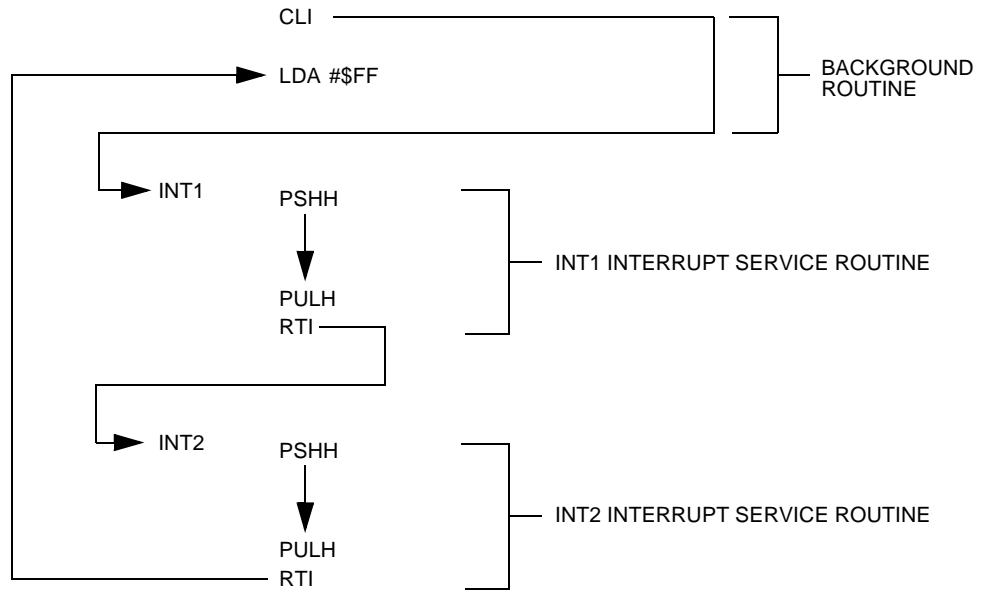 CLI
LDA #$FF
BACKGROUND
ROUTINE
INT1
PSHH
INT1 INTERRUPT SERVICE ROUTINE
PULH
RTI
INT2
PSHH
INT2 INTERRUPT SERVICE ROUTINE
PULH
RTI